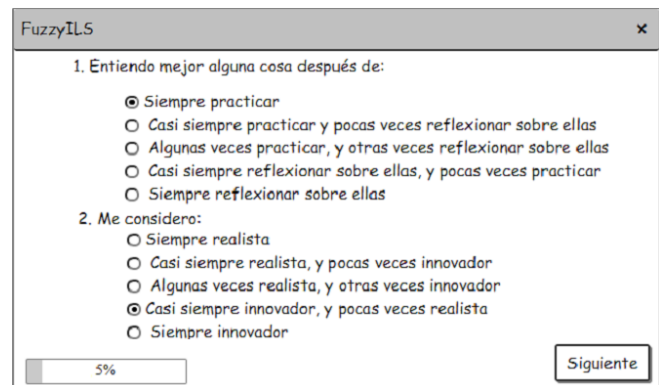 FuzzyILS x
1. Entiendo mejor alguna cosa después de:
Siempre practicar
Casi siempre practicar y pocas veces reflexionar sobre ellas
Algunas veces practicar, y otras veces reflexionar sobre ellas
Casi siempre reflexionar sobre ellas, y pocas veces practicar
Siempre reflexionar sobre ellas
2. Me considero:
Siempre realista
Casi siempre realista, y pocas veces innovador
Algunas veces realista, y otras veces innovador
Casi siempre innovador, y pocas veces realista
Siempre innovador
5%
Siguiente